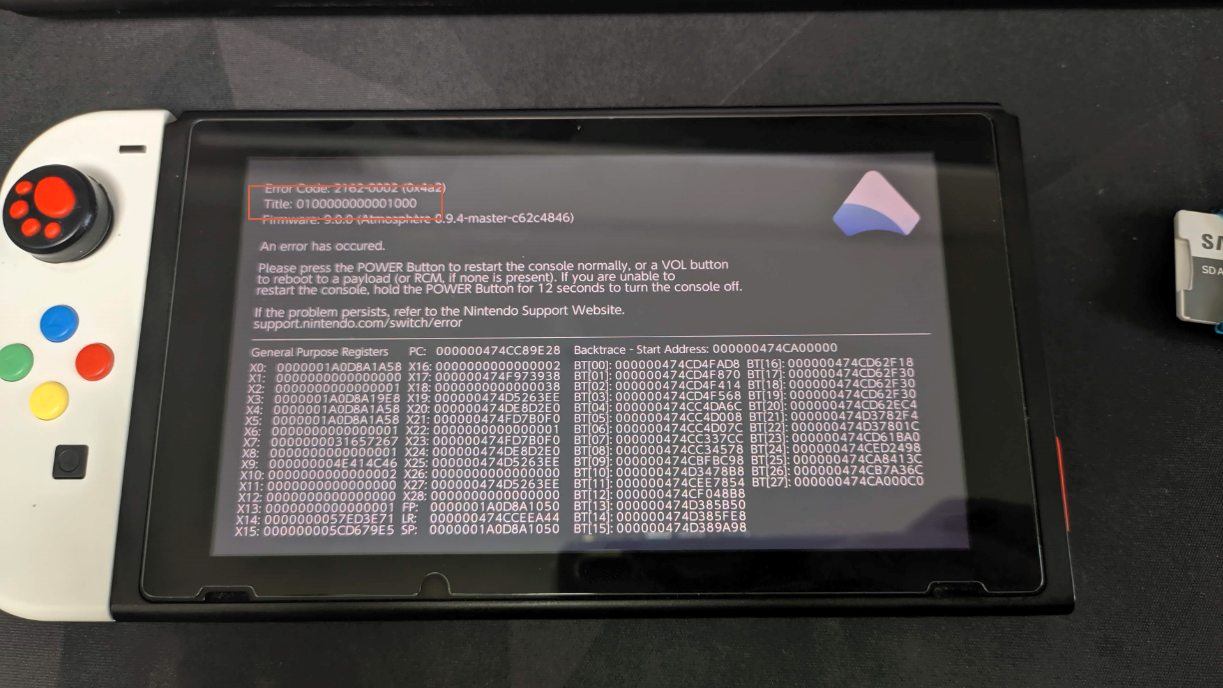 Error Code: 2162-0002 (0x4a2)
Title: 0100000000001000
Firmware: 9.0.0 (Atmosphère 0.9.4-master-c62c4846)
An error has occured.
Please press the POWER Button to restart the console normally, or a VOL button
to reboot to a payload (or RCM, if none is present). If you are unable to
restart the console, hold the POWER Button for 12 seconds to turn the console off.
If the problem persists, refer to the Nintendo Support Website.
support.nintendo.com/switch/error
General Purpose Registers PC: 000000474CC89E28 Backtrace - Start Address: 000000474CA00000
X0: 0000001A0D8A1A58 X16: 0000000000000002 BT[00]: 000000474CD4FAD8 BT[16]: 000000474CD62F18
X1: 0000000000000000 X17: 000000474F973938 BT[01]: 000000474CD4F870 BT[17]: 000000474CD62F30
X2: 0000000000000001 X18: 0000000000000038 BT[02]: 000000474CD4F414 BT[18]: 000000474CD62F30
X3: 0000001A0D8A19E8 X19: 000000474D5263EE BT[03]: 000000474CD4F568 BT[19]: 000000474CD62F30
X4: 0000001A0D8A1A58 X20: 000000474DE8D2E0 BT[04]: 000000474CC4DA6C BT[20]: 000000474CD62EC4
X5: 0000001A0D8A1A58 X21: 000000474FD7B0F0 BT[05]: 000000474CC4D008 BT[21]: 000000474D3782F4
X6: 0000000000000001 X22: 0000000000000001 BT[06]: 000000474CC4D07C BT[22]: 000000474D37801C
X7: 0000000031657267 X23: 000000474FD7B0F0 BT[07]: 000000474CC337CC BT[23]: 000000474CD61BA0
X8: 0000000000000000 X24: 000000474DE8D2E0 BT[08]: 000000474CC34578 BT[24]: 000000474CED2498
X9: 000000004E414C46 X25: 000000474D5263EE BT[09]: 000000474CBFBC98 BT[25]: 000000474CA8413C
X10: 0000000000000002 X26: 0000000000000030 BT[10]: 000000474D3478B8 BT[26]: 000000474CB7A36C
X11: 0000000000000000 X27: 000000474D5263EE BT[11]: 000000474CEE7854 BT[27]: 000000474CA000C0
X12: 0000000000000000 X28: 0000000000000000 BT[12]: 000000474CF048B8
X13: 0000000000000001 FP: 0000001A0D8A1050 BT[13]: 000000474D385B50
X14: 0000000057ED3E71 LR: 000000474CCEEA44 BT[14]: 000000474D385FE8
X15: 000000005CD679E5 SP: 0000001A0D8A1050 BT[15]: 000000474D389A98